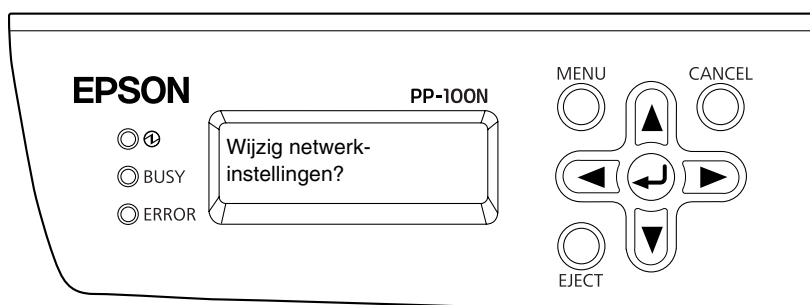 EPSON
PP-100N
MENU
CANCEL
Wijzig netwerk-
instellingen?
BUSY
ERROR
EJECT